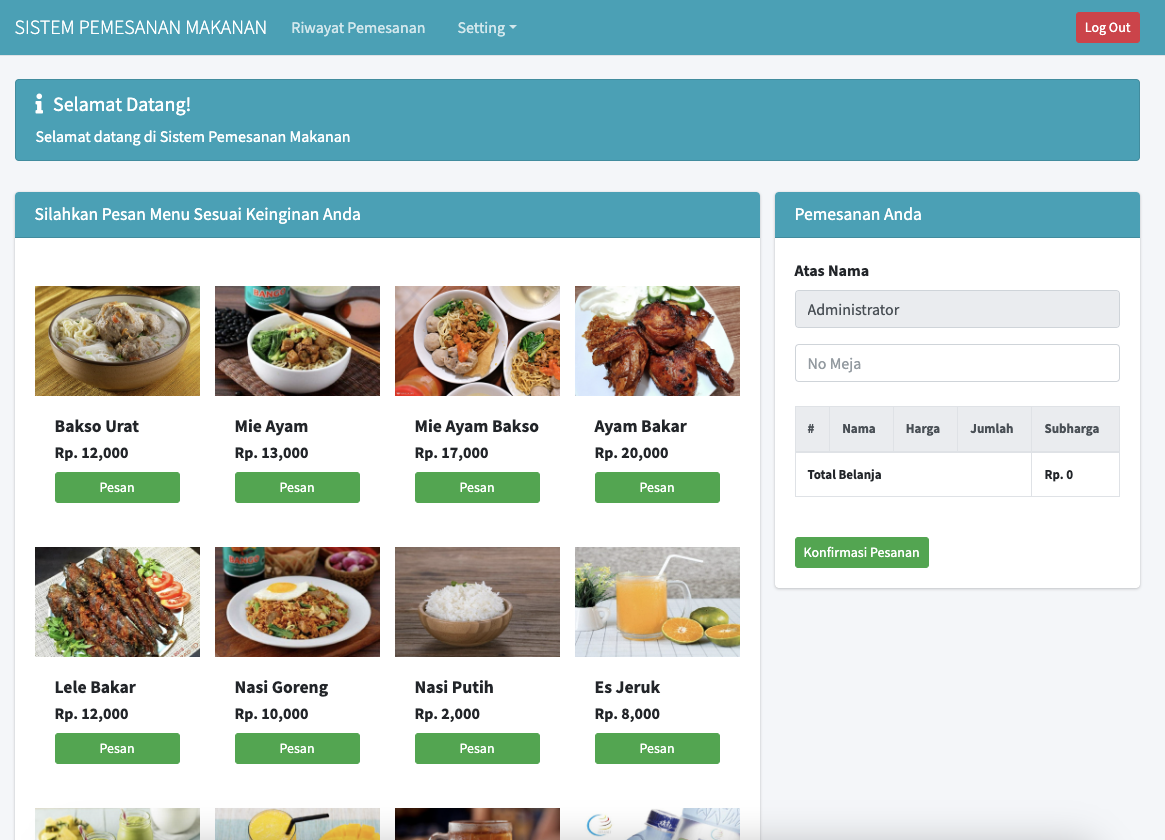 SISTEM PEMESANAN MAKANAN
Riwayat Pemesanan
Setting
Log Out
Selamat Datang!
Selamat datang di Sistem Pemesanan Makanan
Silahkan Pesan Menu Sesuai Keinginan Anda
Bakso Urat
Rp. 12,000
Pesan
Mie Ayam
Rp. 13,000
Pesan
Mie Ayam Bakso
Rp. 17,000
Pesan
Ayam Bakar
Rp. 20,000
Pesan
Lele Bakar
Rp. 12,000
Pesan
Nasi Goreng
Rp. 10,000
Pesan
Nasi Putih
Rp. 2,000
Pesan
Es Jeruk
Rp. 8,000
Pesan
Pemesanan Anda
Atas Nama
Administrator
No Meja
# Nama Harga Jumlah Subharga
Total Belanja Rp. 0
Konfirmasi Pesanan